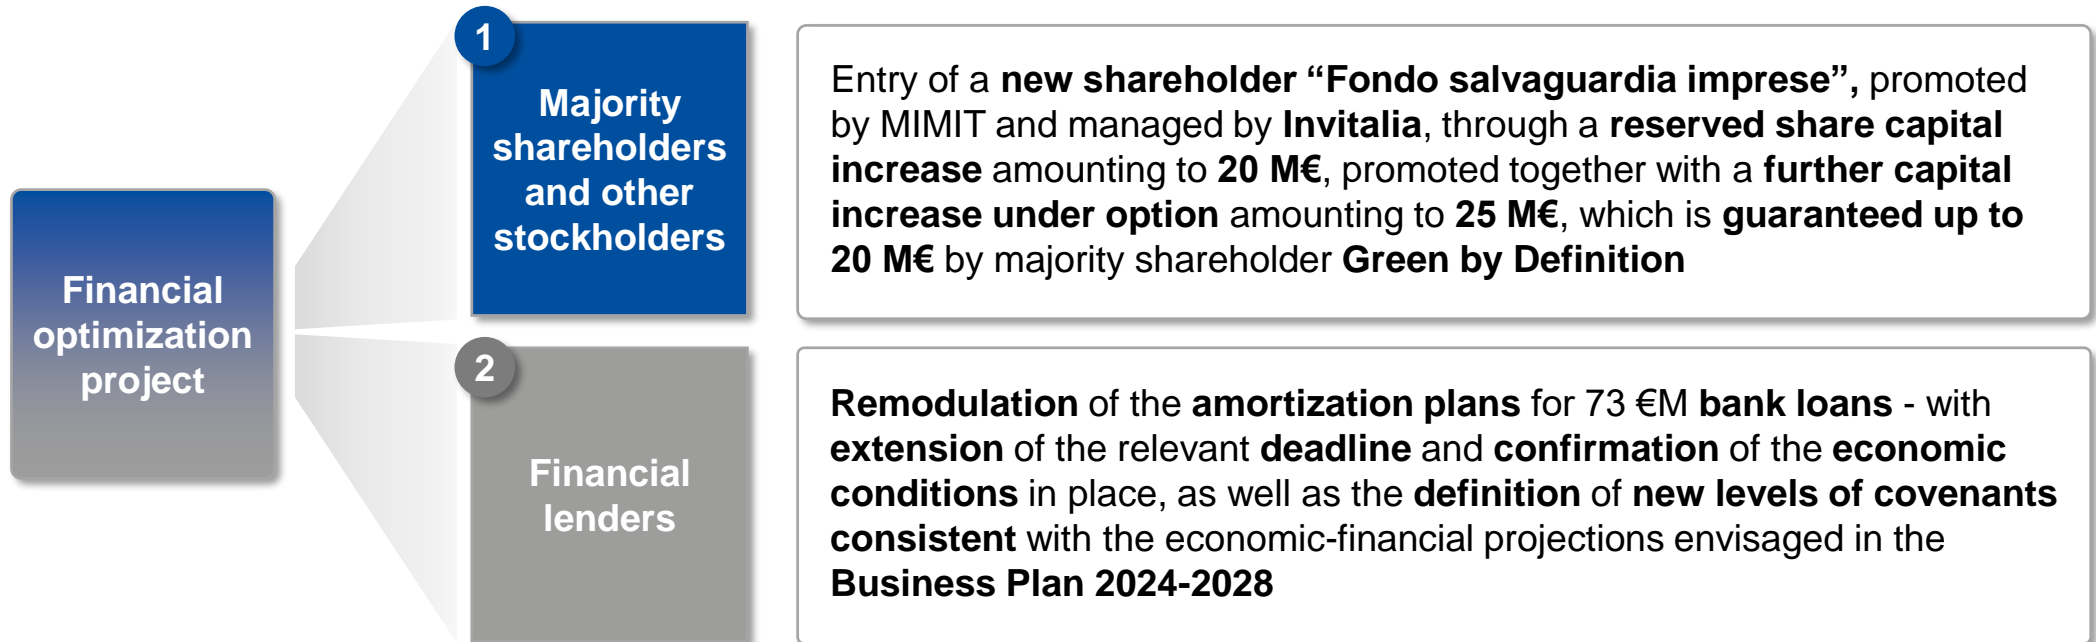 Financial
optimization
project
1
Majority
shareholders
and other
stockholders
Entry of a new shareholder “Fondo salvaguardia imprese”, promoted
by MIMIT and managed by Invitalia, through a reserved share capital
increase amounting to 20 M€, promoted together with a further capital
increase under option amounting to 25 M€, which is guaranteed up to
20 M€ by majority shareholder Green by Definition
2
Financial
lenders
Remodulation of the amortization plans for 73 €M bank loans - with
extension of the relevant deadline and confirmation of the economic
conditions in place, as well as the definition of new levels of covenants
consistent with the economic-financial projections envisaged in the
Business Plan 2024-2028